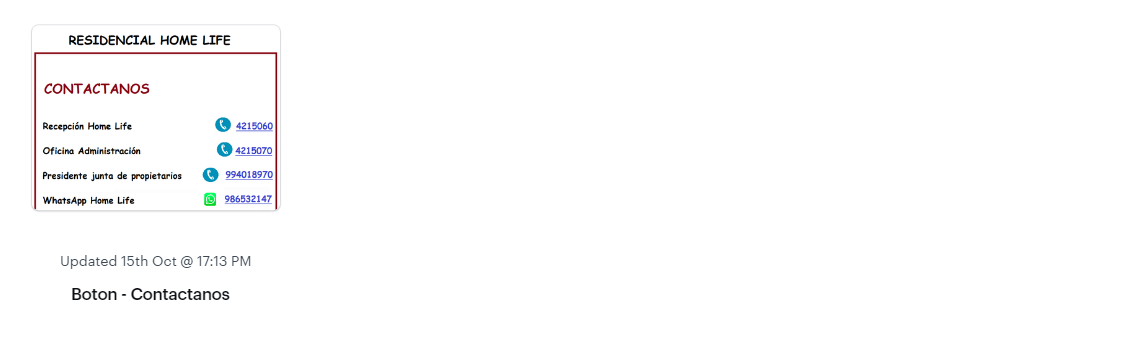 RESIDENCIAL HOME LIFE
CONTACTANOS
Recepción Home Life 4215060
Oficina Administración 4215070
Presidente junta de propietarios 994018970
WhatsApp Home Life 986532147
Updated 15th Oct @ 17:13 PM
Boton - Contactanos